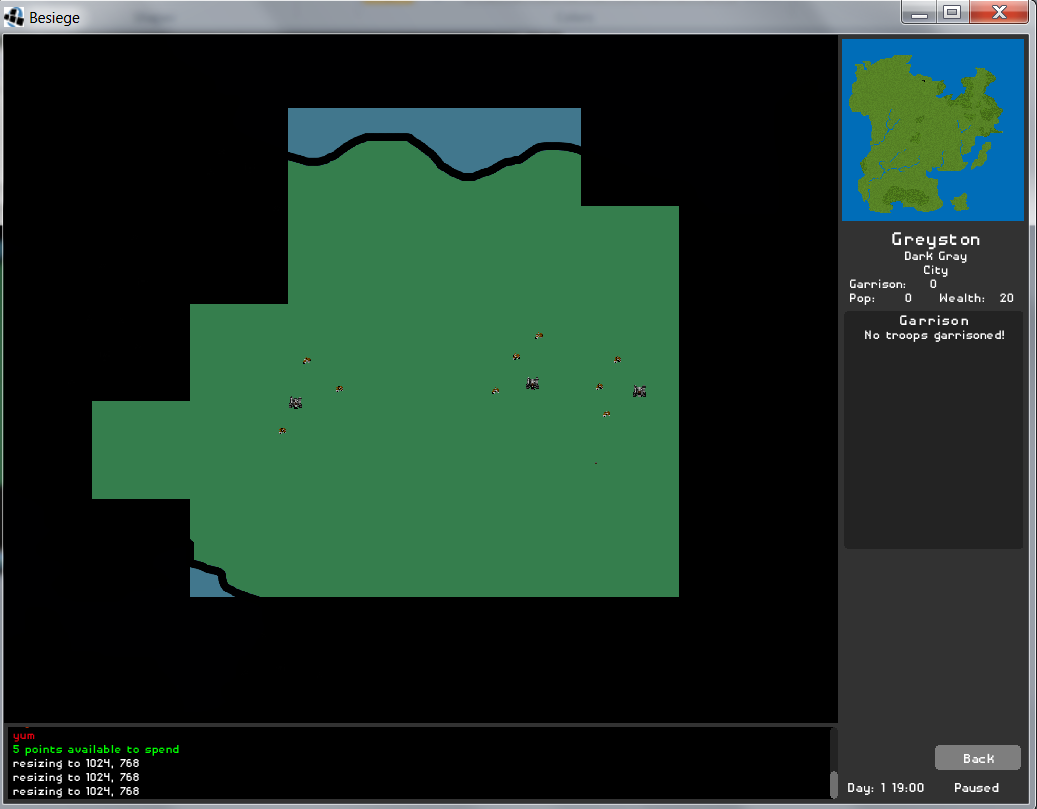 Besiege
Greyston
Dark Gray
City
Garrison: 0
Pop: 0 Wealth: 20
Garrison
No troops garrisoned!
yum
5 points available to spend
resizing to 1024, 768
resizing to 1024, 768
resizing to 1024, 768
Back
Day: 1 19:00 Paused